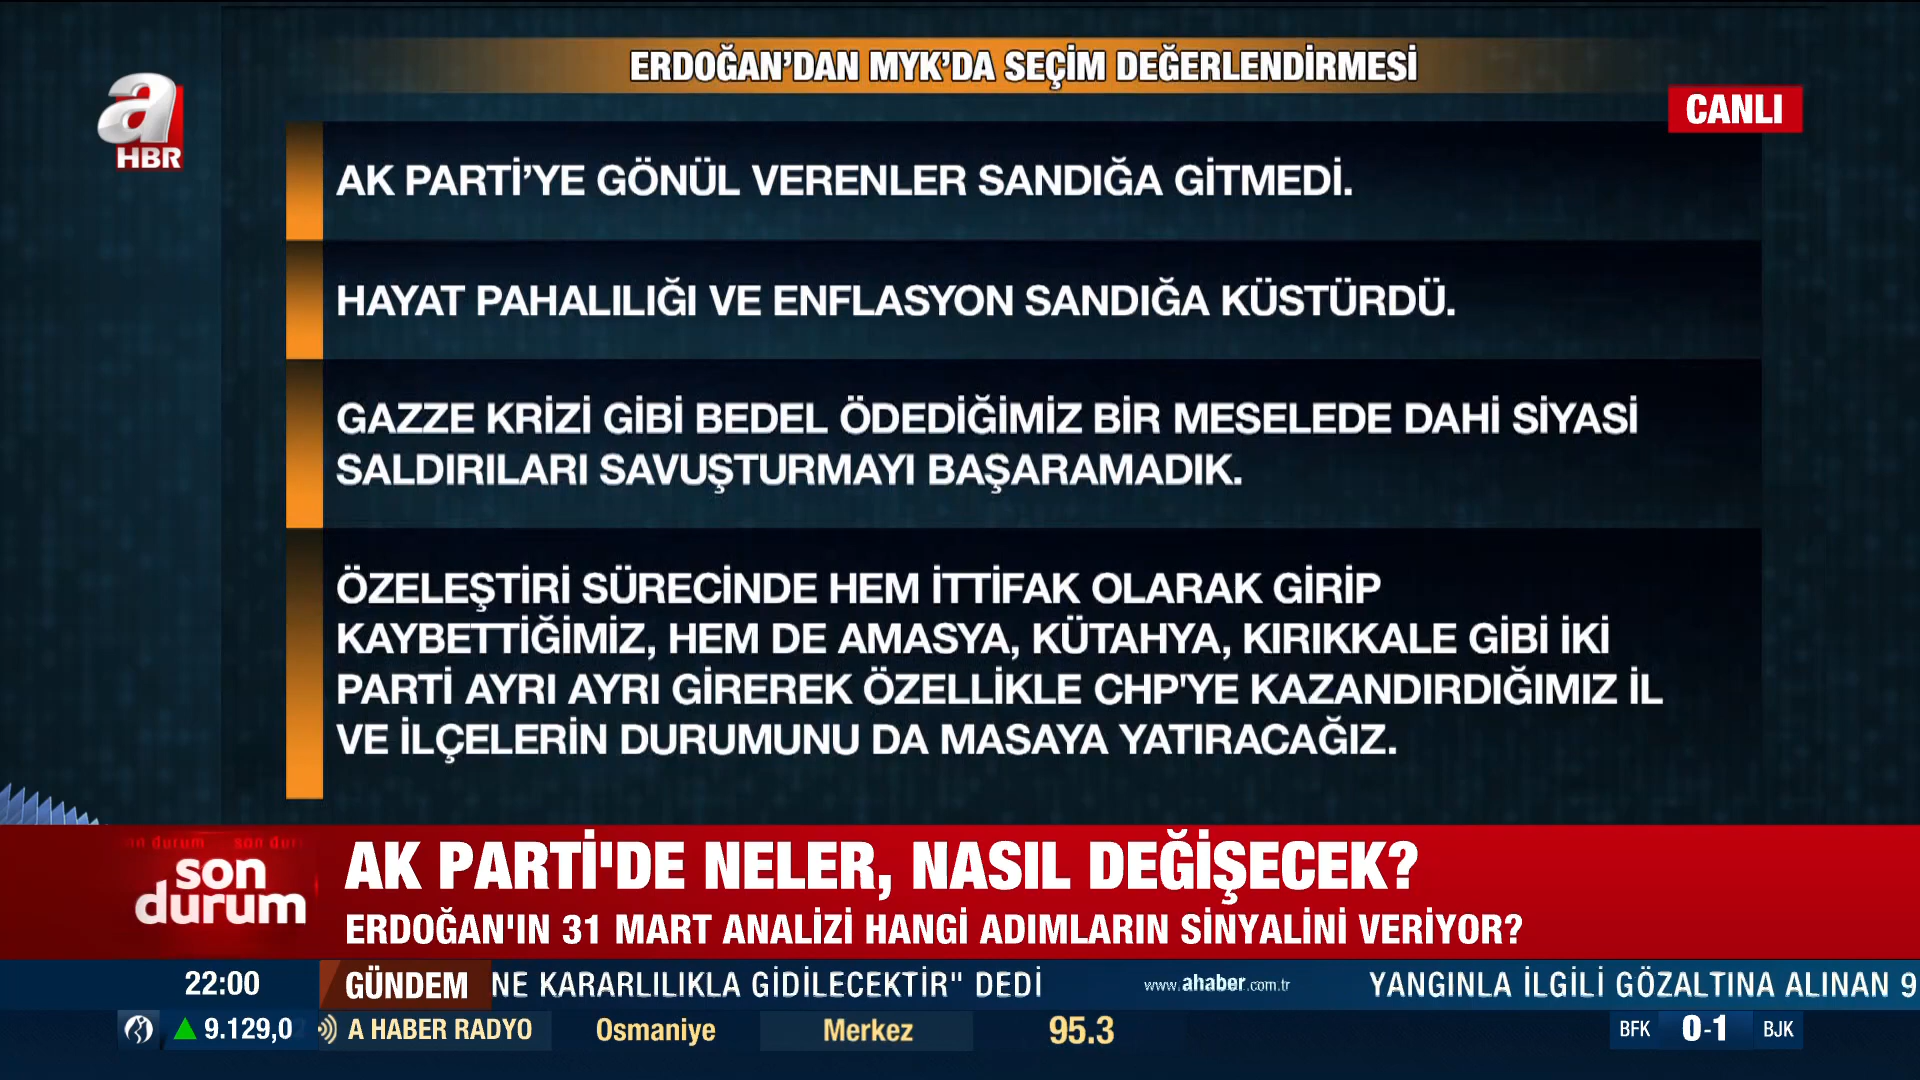 ERDOĞAN'DAN MYK'DA SEÇİM DEĞERLENDİRMESİ
a
HBR
CANLI
AK PARTİ'YE GÖNÜL VERENLER SANDIĞA GİTMEDİ.
HAYAT PAHALILIĞI VE ENFLASYON SANDIĞA KÜSTÜRDÜ.
GAZZE KRİZİ GİBİ BEDEL ÖDEDİĞİMİZ BİR MESELEDE DAHİ SİYASİ
SALDIRILARI SAVUŞTURMAYI BAŞARAMADIK.
ÖZELEŞTİRİ SÜRECİNDE HEM İTTİFAK OLARAK GİRİP
KAYBETTİĞİMİZ, HEM DE AMASYA, KÜTAHYA, KIRIKKALE GİBİ İKİ
PARTİ AYRI AYRI GİREREK ÖZELLİKLE CHP'YE KAZANDIRDIĞIMIZ İL
VE İLÇELERİN DURUMUNU DA MASAYA YATIRACAĞIZ.
son durum son dur
son
durum
AK PARTİ'DE NELER, NASIL DEĞİŞECEK?
ERDOĞAN'IN 31 MART ANALİZİ HANGİ ADIMLARIN SİNYALİNİ VERİYOR?
22:00 GÜNDEM NE KARARLILIKLA GİDİLECEKTİR" DEDİ www.ahaber.com.tr YANGINLA İLGİLİ GÖZALTINA ALINAN 9
9.129,0 A HABER RADYO Osmaniye Merkez 95.3 BFK 0-1 BJK